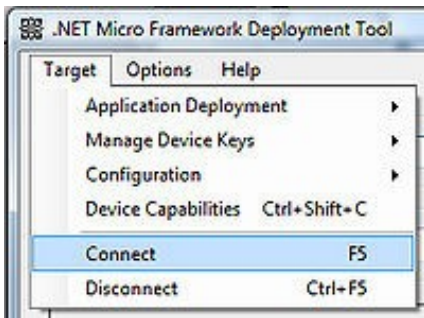 .NET Micro Framework Deployment Tool
Target Options Help
Application Deployment
Manage Device Keys
Configuration
Device Capabilities Ctrl+Shift+C
Connect F5
Disconnect Ctrl+F5